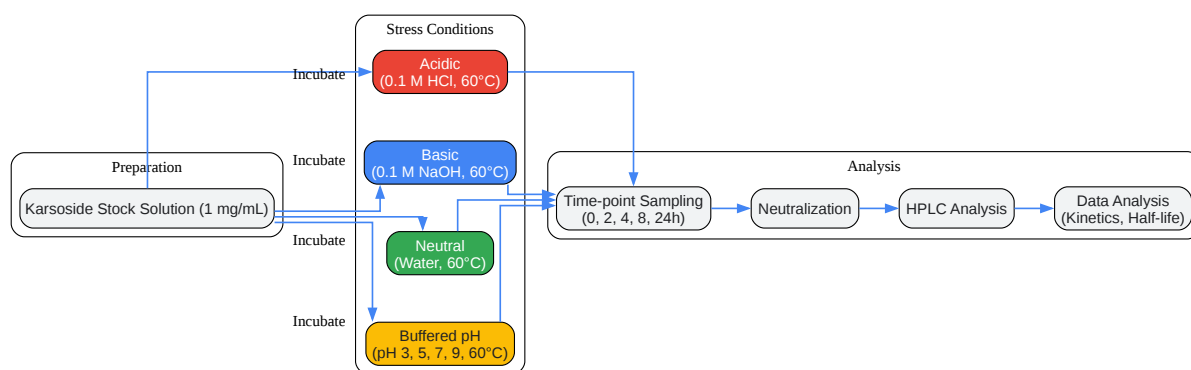 Stress Conditions
Incubate
Acidic
(0.1 M HCl, 60°C)
Incubate
Basic
(0.1 M NaOH, 60°C)
Preparation
Karsoside Stock Solution (1 mg/mL)
Incubate
Neutral
(Water, 60°C)
Incubate
Buffered pH
(pH 3, 5, 7, 9, 60°C)
Analysis
Time-point Sampling
(0, 2, 4, 8, 24h)
Neutralization
HPLC Analysis
Data Analysis
(Kinetics, Half-life)